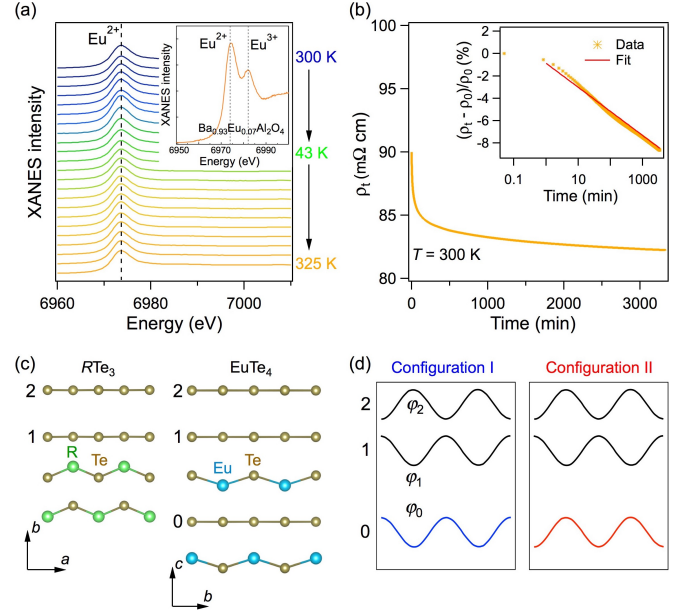 (a)
Eu2+
300 K
43 K
325 K
XANES intensity
6960
6980
7000
Energy (eV)
Eu2+
Eu3+
XANES intensity
Ba0.93Eu0.07Al2O4
6950
6970
6990
Energy (eV)
(b)
100
95
90
85
80
ρt (mΩ cm)
T = 300 K
0
1000
2000
3000
Time (min)
(ρt - ρ0)/ρ0 (%)
2
0
-2
-4
-6
-8
Data
Fit
0.1
10
1000
Time (min)
(c)
RTe3
EuTe4
2
2
1
1
R
Te
Eu
Te
0
b
a
c
b
(d)
Configuration I
Configuration II
2
φ2
1
φ1
φ0
0